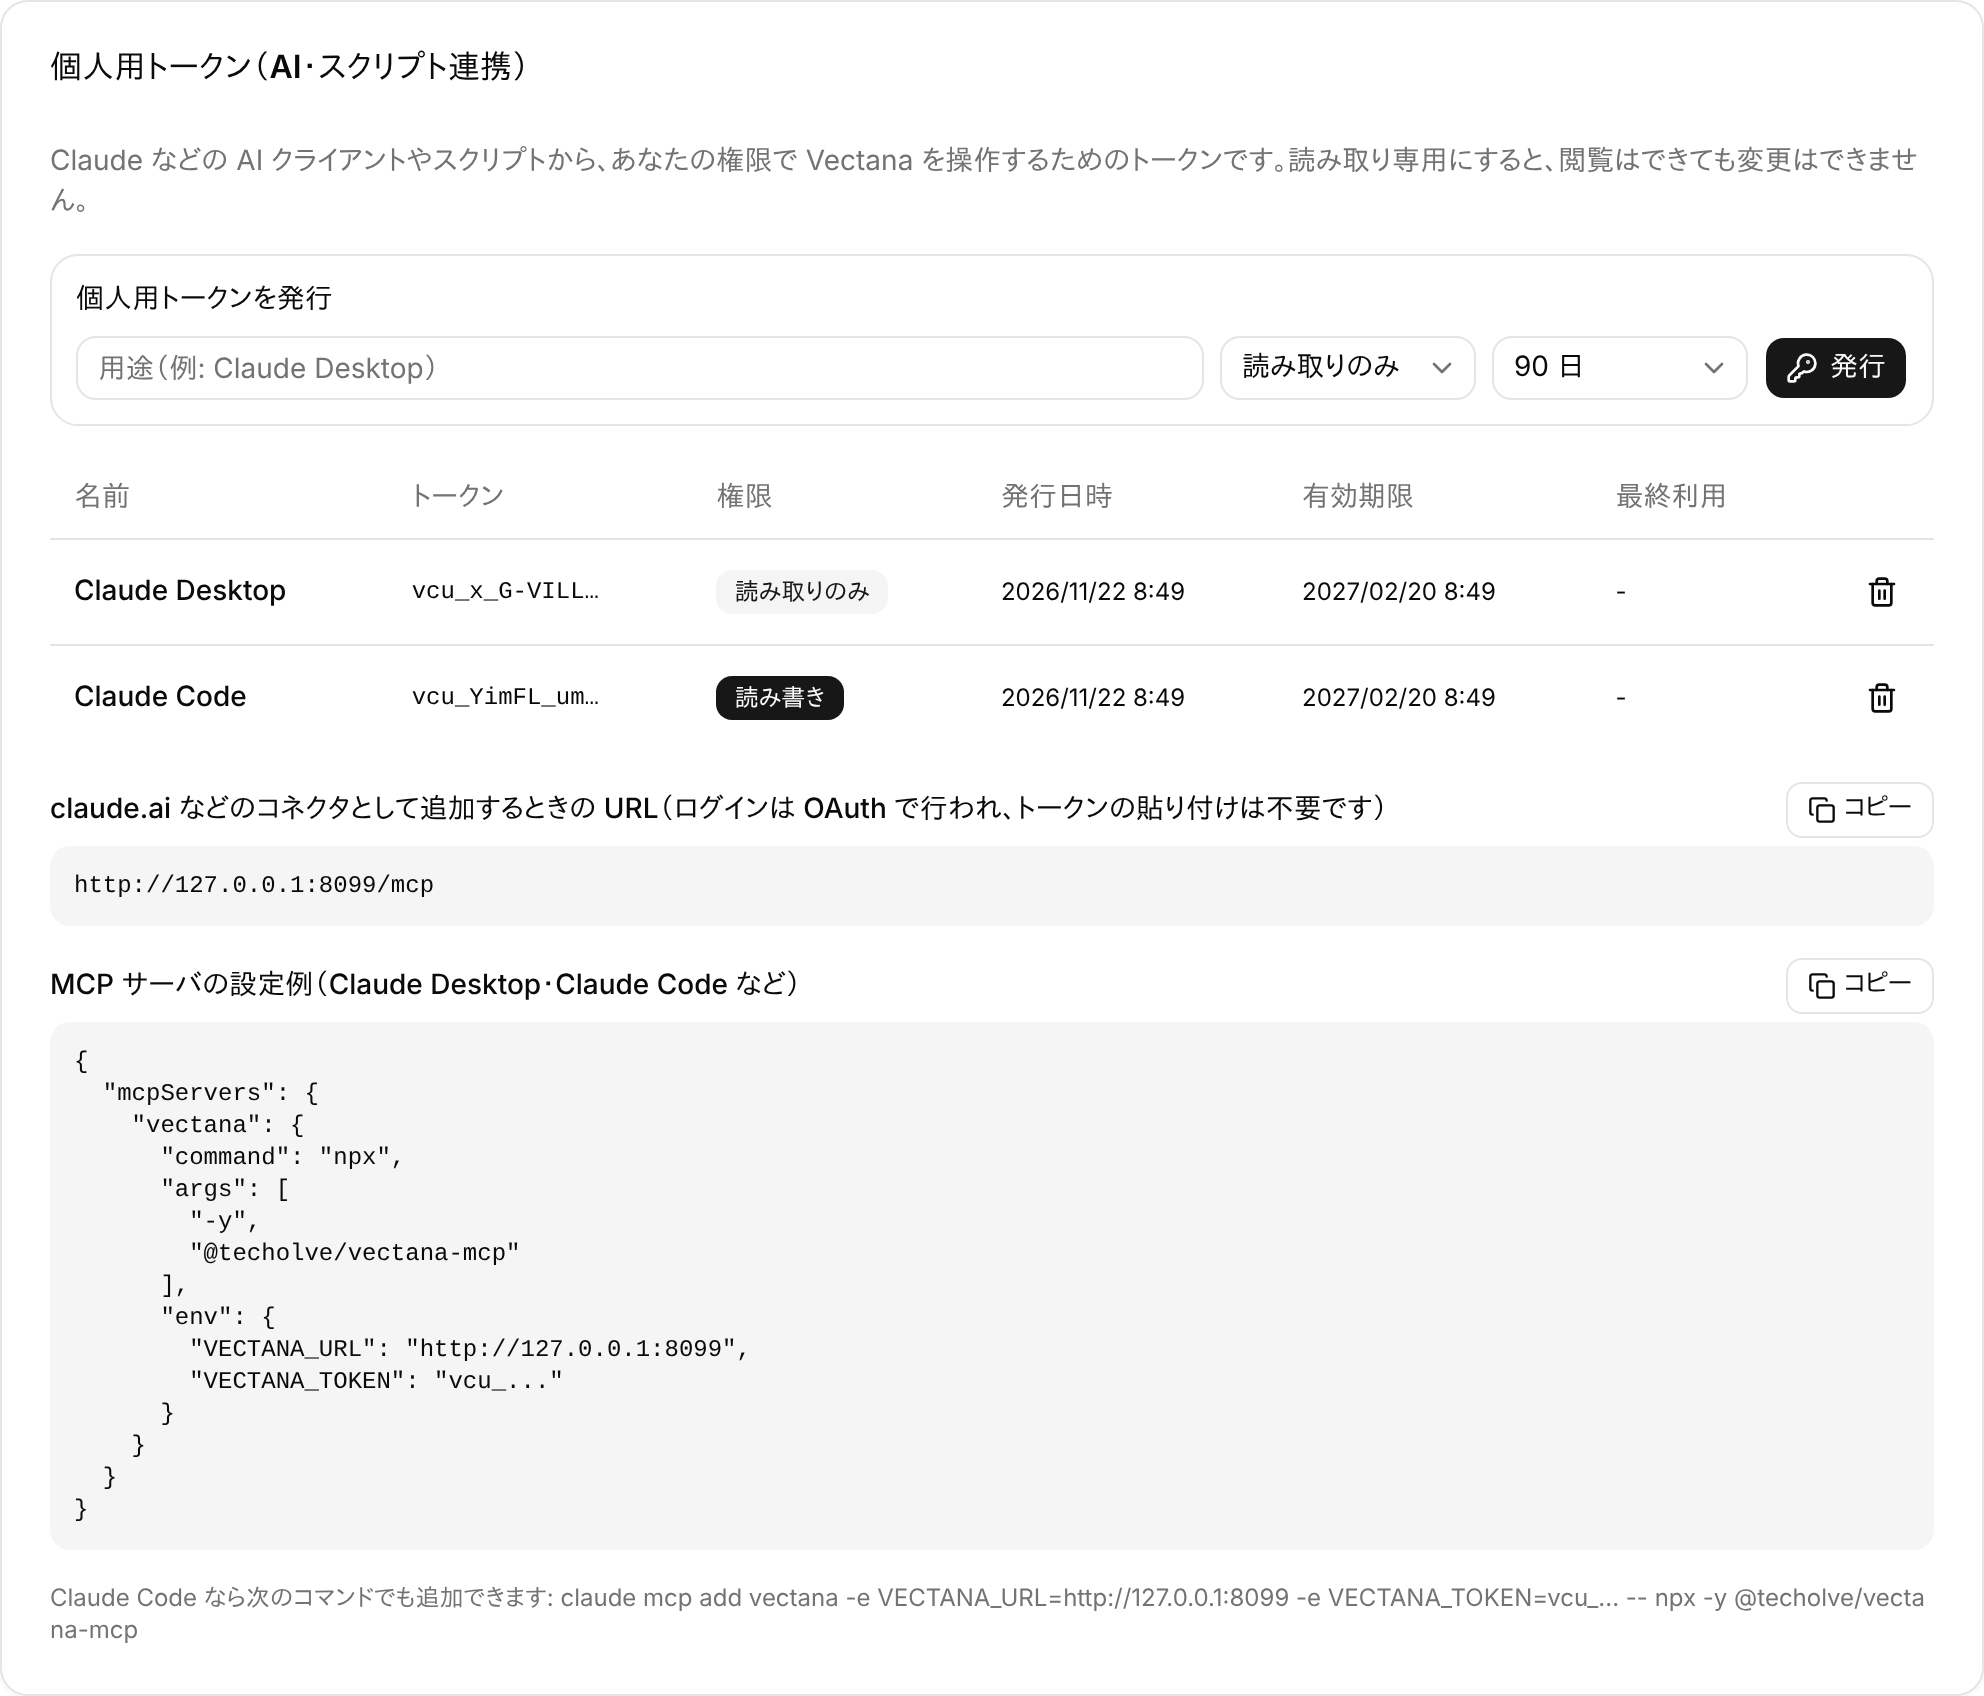 個人用トークン（AI・スクリプト連携）
Claude などの AI クライアントやスクリプトから、あなたの権限で Vectana を操作するためのトークンです。読み取り専用にすると、閲覧はできても変更はできませ
ん。
個人用トークンを発行
用途（例: Claude Desktop） 読み取りのみ 90 日 発行
名前 トークン 権限 発行日時 有効期限 最終利用
Claude Desktop vcu_x_G-VILL… 読み取りのみ 2026/11/22 8:49 2027/02/20 8:49 -
Claude Code vcu_YimFL_um… 読み書き 2026/11/22 8:49 2027/02/20 8:49 -
claude.ai などのコネクタとして追加するときの URL（ログインは OAuth で行われ、トークンの貼り付けは不要です） コピー
http://127.0.0.1:8099/mcp
MCP サーバの設定例（Claude Desktop・Claude Code など） コピー
{
  "mcpServers": {
    "vectana": {
      "command": "npx",
      "args": [
        "-y",
        "@techolve/vectana-mcp"
      ],
      "env": {
        "VECTANA_URL": "http://127.0.0.1:8099",
        "VECTANA_TOKEN": "vcu_..."
      }
    }
  }
}
Claude Code なら次のコマンドでも追加できます: claude mcp add vectana -e VECTANA_URL=http://127.0.0.1:8099 -e VECTANA_TOKEN=vcu_... -- npx -y @techolve/vecta
na-mcp